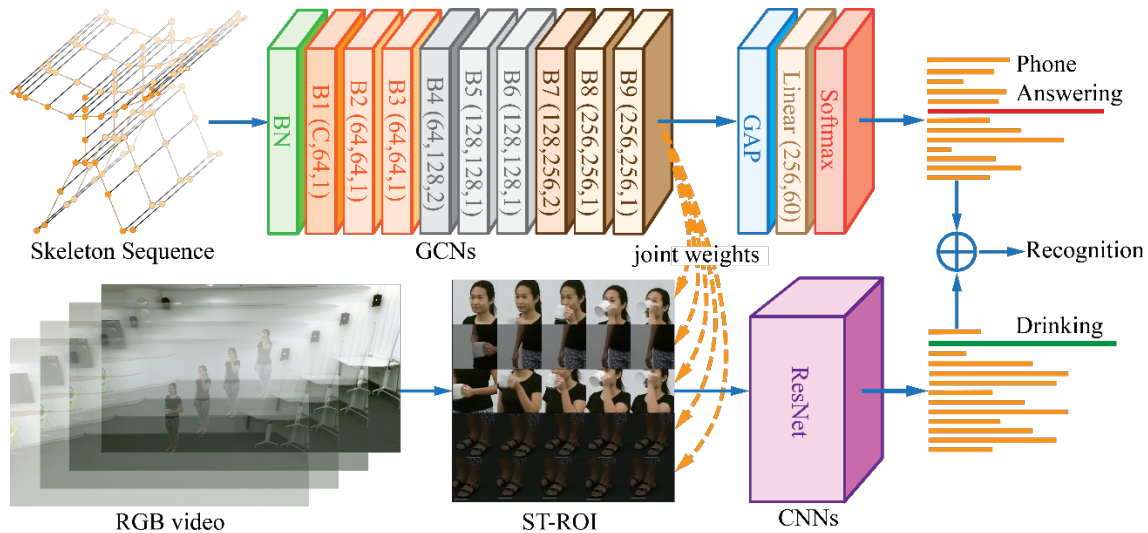 BN
B1 (C,64,1)
B2 (64,64,1)
B3 (64,64,1)
B4 (64,128,2)
B5 (128,128,1)
B6 (128,128,1)
B7 (128,256,2)
B8 (256,256,1)
B9 (256,256,1)
GAP
Linear (256,60)
Softmax
Phone
Answering
Skeleton Sequence
GCNs
joint weights
Recognition
Drinking
ResNet
RGB video
ST-ROI
CNNs